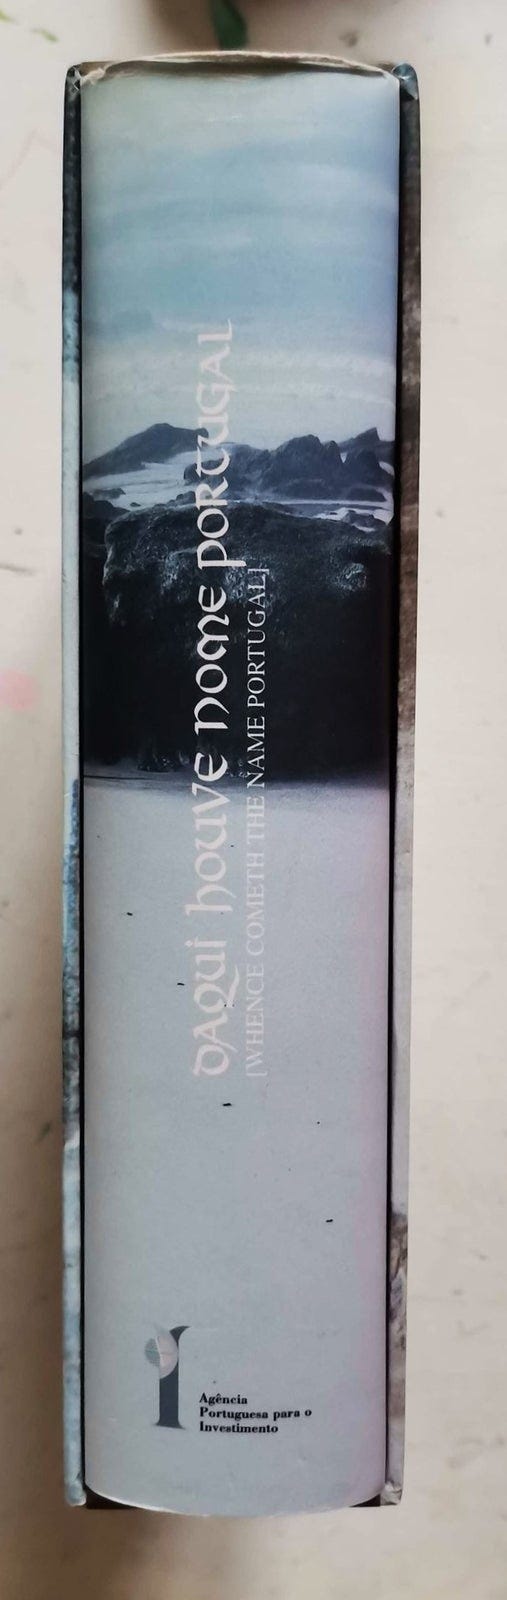 Daqui houve nome Portugal
[WHENCE COMETH THE NAME PORTUGAL]
Agência
Portuguesa para o
Investimento